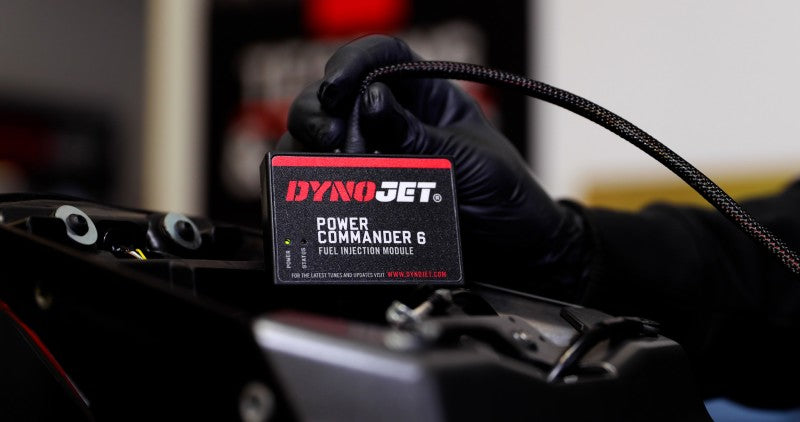 DYNOJET®
POWER
COMMANDER 6
FUEL INJECTION MODULE
POWER
STATUS
FOR THE LATEST TUNES AND UPDATES VISIT WWW.DYNOJET.COM